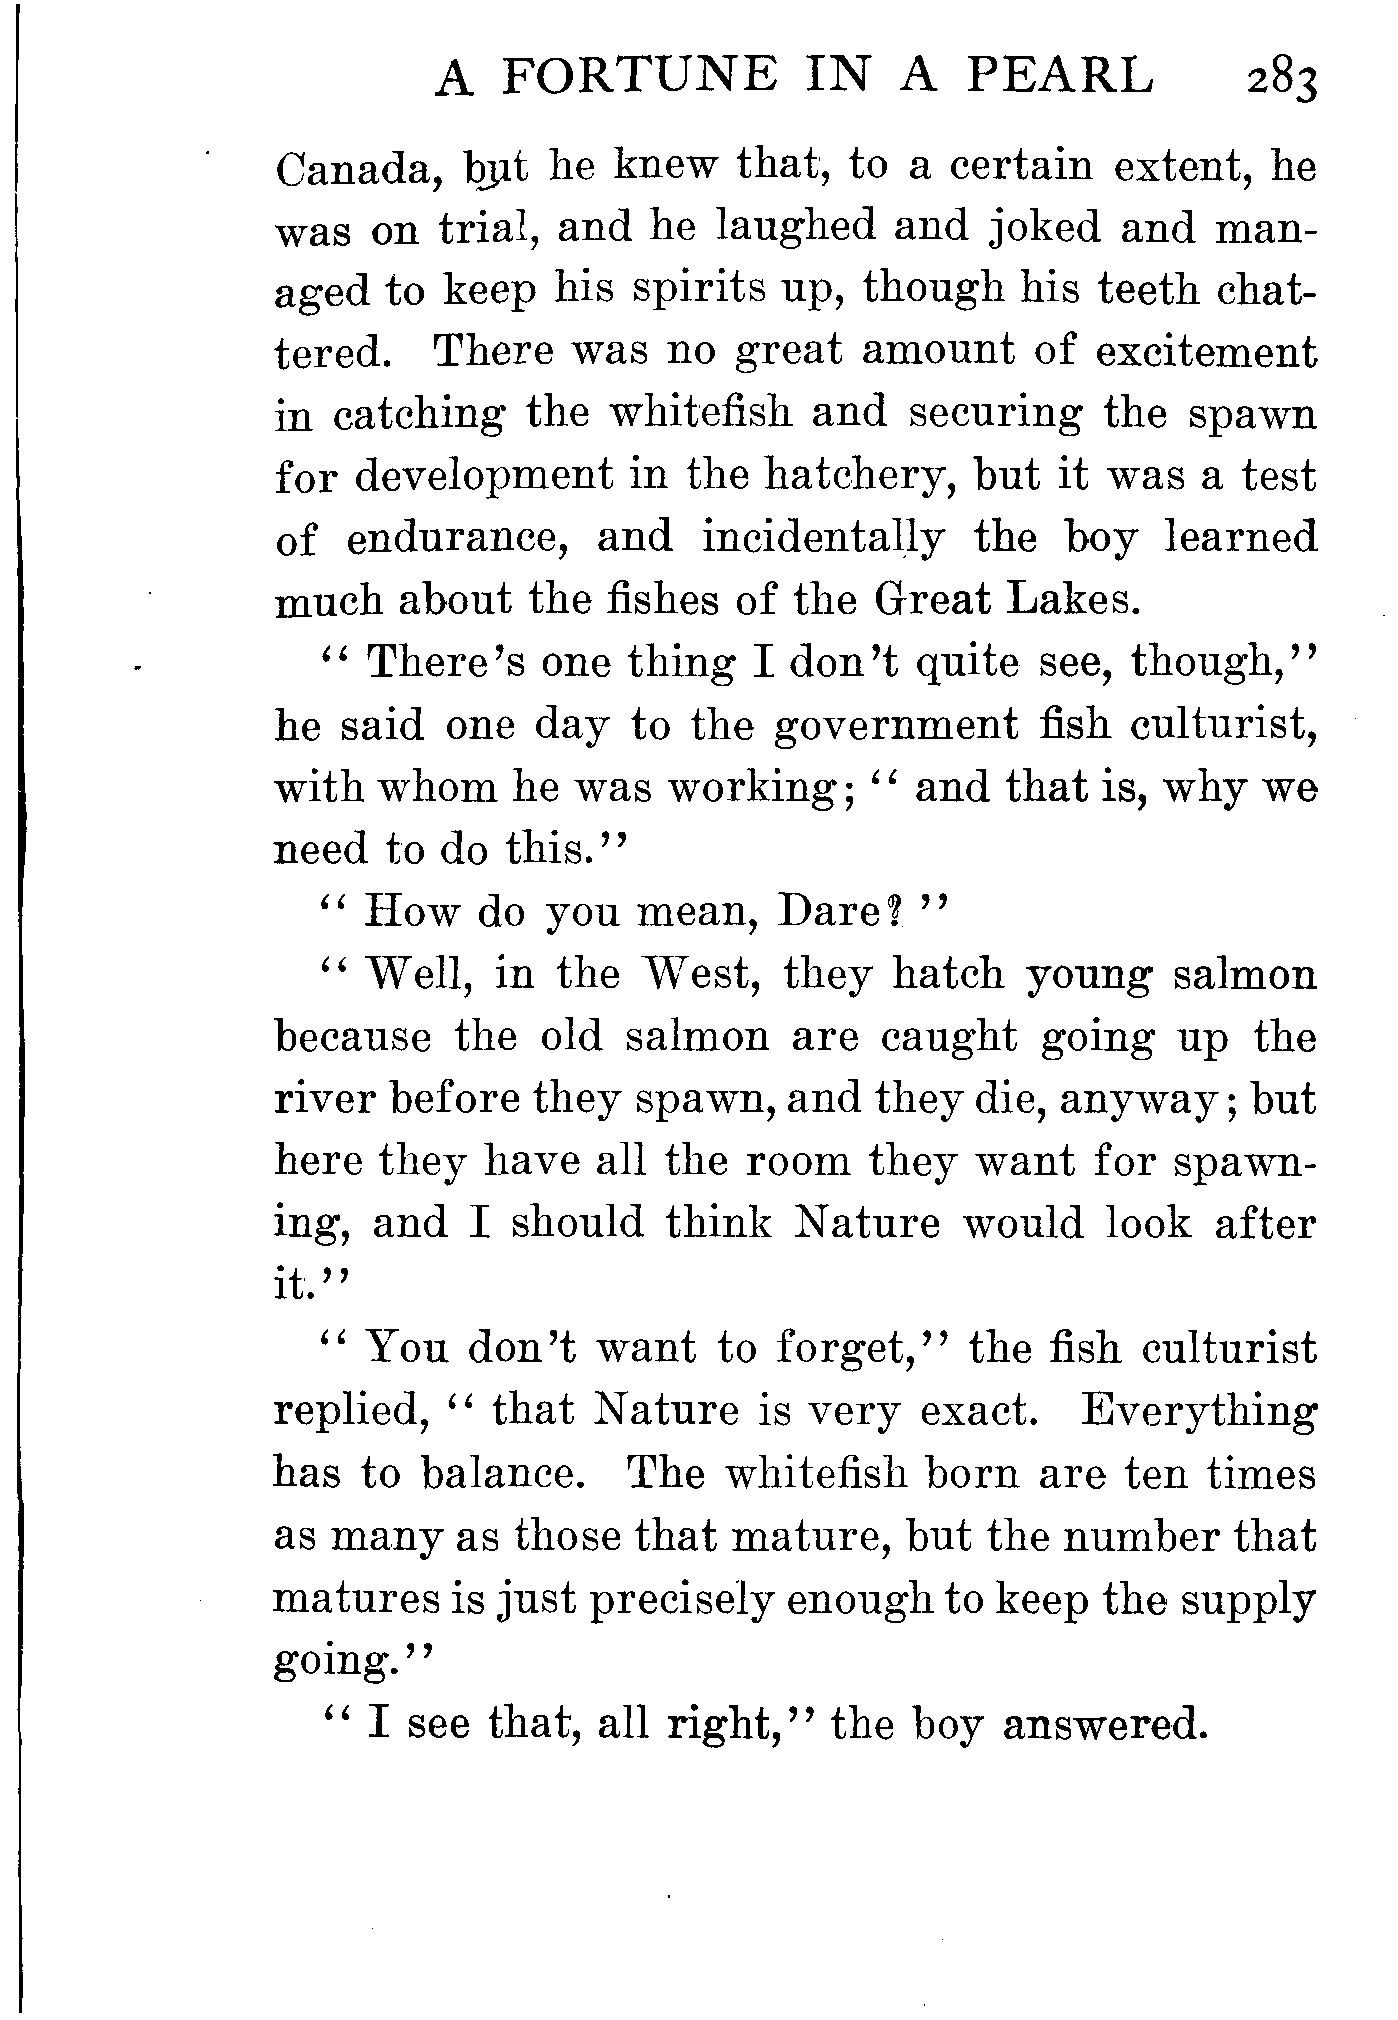 A FORTUNE IN A PEARL 283
Canada, but he knew that, to a certain extent, he
was on trial, and he laughed and joked and man-
aged to keep his spirits up, though his teeth chat-
tered. There was no great amount of excitement
in catching the whitefish and securing the spawn
for development in the hatchery, but it was a test
of endurance, and incidentally the boy learned
much about the fishes of the Great Lakes.
"There's one thing I don't quite see, though,"
he said one day to the government fish culturist,
with whom he was working; "and that is, why we
need to do this."
"How do you mean, Dare?"
"Well, in the West, they hatch young salmon
because the old salmon are caught going up the
river before they spawn, and they die, anyway; but
here they have all the room they want for spawn-
ing, and I should think Nature would look after
it."
"You don't want to forget," the fish culturist
replied, "that Nature is very exact. Everything
has to balance. The whitefish born are ten times
as many as those that mature, but the number that
matures is just precisely enough to keep the supply
going."
"I see that, all right," the boy answered.